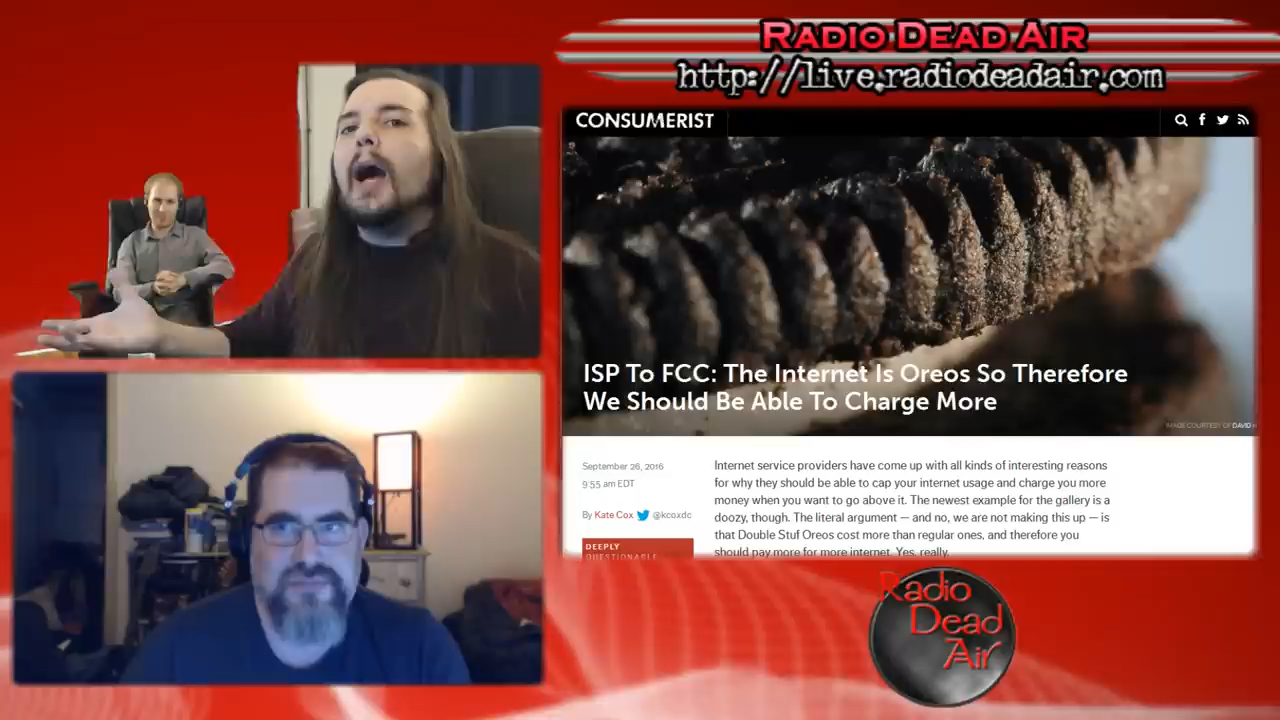 RADIO DEAD AIR
http://live.radiodeadair.com
CONSUMERIST
ISP To FCC: The Internet Is Oreos So Therefore
We Should Be Able To Charge More
IMAGE COURTESY OF DAVID
September 26, 2016
9:55 am EDT
By Kate Cox @kcoxdc
DEEPLY
QUESTIONABLE
Internet service providers have come up with all kinds of interesting reasons
for why they should be able to cap your internet usage and charge you more
money when you want to go above it. The newest example for the gallery is a
doozy, though. The literal argument — and no, we are not making this up — is
that Double Stuf Oreos cost more than regular ones, and therefore you
should pay more for more internet. Yes, really.
Radio
Dead
Air